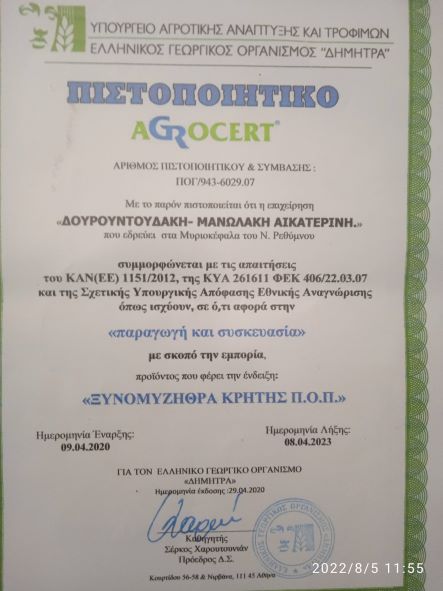 ΥΠΟΥΡΓΕΙΟ ΑΓΡΟΤΙΚΗΣ ΑΝΑΠΤΥΞΗΣ ΚΑΙ ΤΡΟΦΙΜΩΝ
ΕΛΛΗΝΙΚΟΣ ΓΕΩΡΓΙΚΟΣ ΟΡΓΑΝΙΣΜΟΣ "ΔΗΜΗΤΡΑ"
ΠΙΣΤΟΠΟΙΗΤΙΚΟ
AGROCERT®
ΑΡΙΘΜΟΣ ΠΙΣΤΟΠΟΙΗΤΙΚΟΥ & ΣΥΜΒΑΣΗΣ :
ΠΟΓ/943-6029.07
Με το παρόν πιστοποιείται ότι η επιχείρηση
«ΔΟΥΡΟΥΝΤΟΥΔΑΚΗ- ΜΑΝΩΛΑΚΗ ΑΙΚΑΤΕΡΙΝΗ.»
που εδρεύει στα Μυριοκέφαλα του Ν. Ρεθύμνου
συμμορφώνεται με τις απαιτήσεις
του ΚΑΝ(ΕΕ) 1151/2012, της ΚΥΑ 261611 ΦΕΚ 406/22.03.07
και της Σχετικής Υπουργικής Απόφασης Εθνικής Αναγνώρισης
όπως ισχύουν, σε ό,τι αφορά στην
«παραγωγή και συσκευασία»
με σκοπό την εμπορία,
προϊόντος που φέρει την ένδειξη:
«ΞΥΝΟΜΥΖΗΘΡΑ ΚΡΗΤΗΣ Π.Ο.Π.»
Ημερομηνία Έναρξης:
09.04.2020
Ημερομηνία Λήξης:
08.04.2023
ΓΙΑ ΤΟΝ ΕΛΛΗΝΙΚΟ ΓΕΩΡΓΙΚΟ ΟΡΓΑΝΙΣΜΟ
«ΔΗΜΗΤΡΑ»
Ημερομηνία έκδοσης :29.04.2020
Καθηγητής
Σέρκος Χαρουτουνιάν
Πρόεδρος Δ.Σ.
Κουρτίδου 56-58 & Νιρβάνα, 111 45 Αθήνα
2022/8/5 11:55